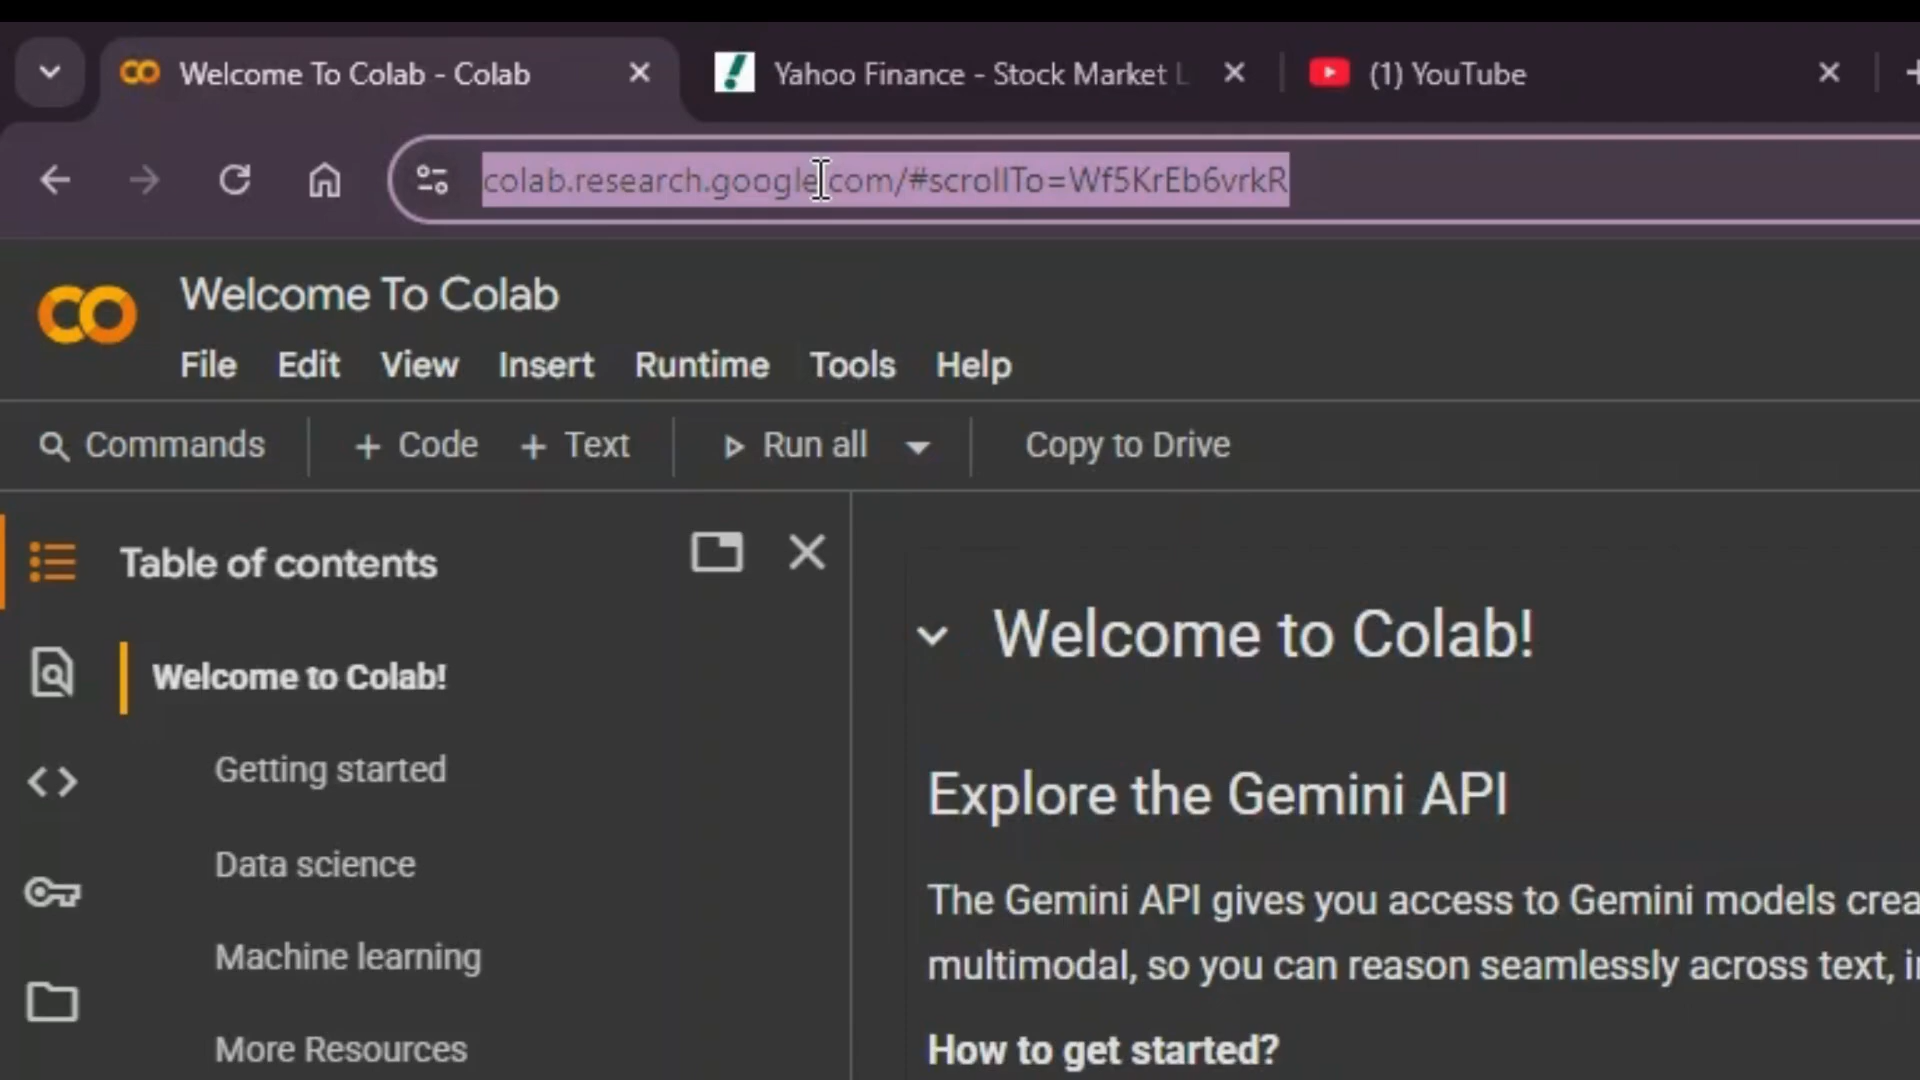 Welcome To Colab - Colab
Yahoo Finance - Stock Market L
(1) YouTube
colab.research.google.com/#scrollTo=Wf5KrEb6vrkR
Welcome To Colab
File Edit View Insert Runtime Tools Help
Commands + Code + Text Run all Copy to Drive
Table of contents
Welcome to Colab!
Getting started
Data science
Machine learning
More Resources
Welcome to Colab!
Explore the Gemini API
The Gemini API gives you access to Gemini models crea
multimodal, so you can reason seamlessly across text, i
How to get started?